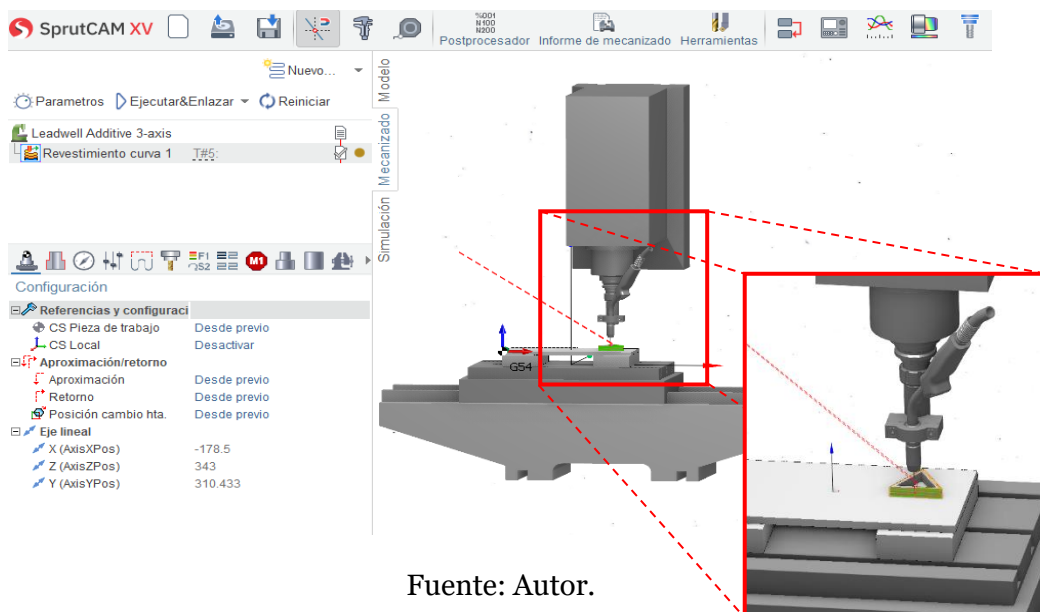 SprutCAM XV
%001
N100
N200
Postprocesador
Informe de mecanizado
Herramientas
Nuevo...
Parametros
Ejecutar&Enlazar
Reiniciar
Leadwell Additive 3-axis
Revestimiento curva 1 T#5:
Modelo
Mecanizado
Simulación
F1
S2
M1
Configuración
Referencias y configuraci
CS Pieza de trabajo Desde previo
CS Local Desactivar
Aproximación/retorno
Aproximación Desde previo
Retorno Desde previo
Posición cambio hta. Desde previo
Eje lineal
X (AxisXPos) -178.5
Z (AxisZPos) 343
Y (AxisYPos) 310.433
G54
Fuente: Autor.